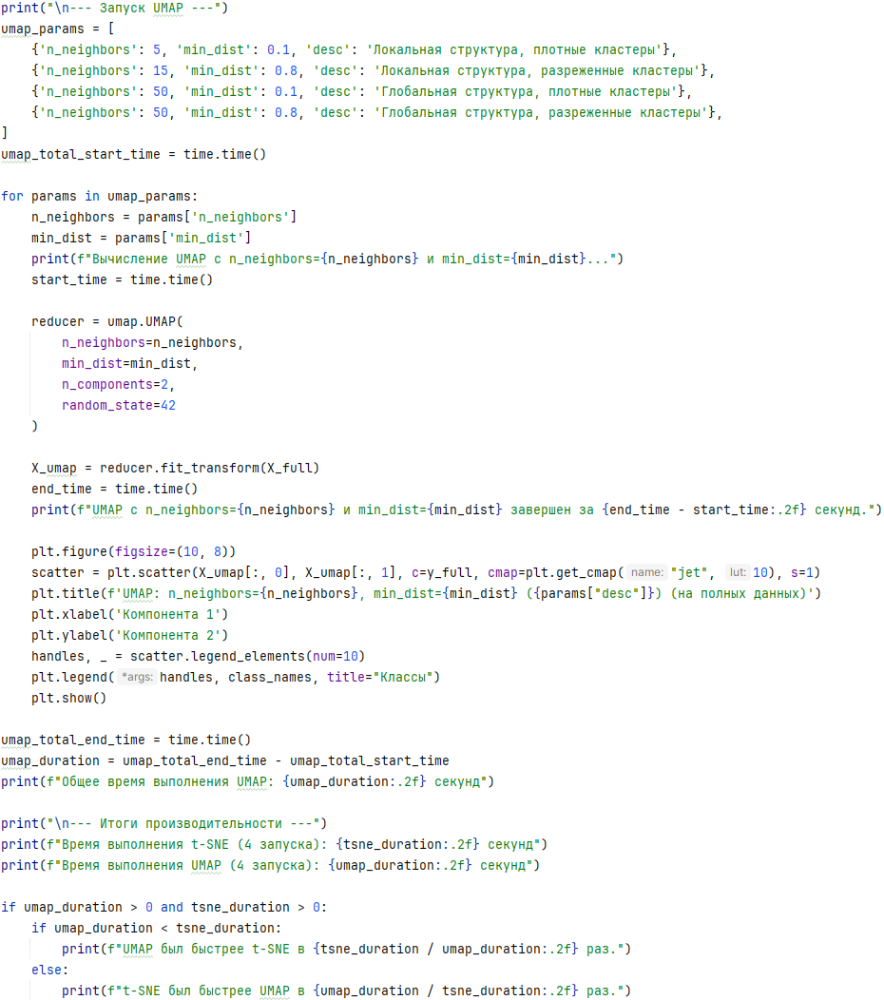 print("\n--- Запуск UMAP ---")
umap_params = [
    {'n_neighbors': 5, 'min_dist': 0.1, 'desc': 'Локальная структура, плотные кластеры'},
    {'n_neighbors': 15, 'min_dist': 0.8, 'desc': 'Локальная структура, разреженные кластеры'},
    {'n_neighbors': 50, 'min_dist': 0.1, 'desc': 'Глобальная структура, плотные кластеры'},
    {'n_neighbors': 50, 'min_dist': 0.8, 'desc': 'Глобальная структура, разреженные кластеры'},
]
umap_total_start_time = time.time()

for params in umap_params:
    n_neighbors = params['n_neighbors']
    min_dist = params['min_dist']
    print(f"Вычисление UMAP с n_neighbors={n_neighbors} и min_dist={min_dist}...")
    start_time = time.time()

    reducer = umap.UMAP(
        n_neighbors=n_neighbors,
        min_dist=min_dist,
        n_components=2,
        random_state=42
    )

    X_umap = reducer.fit_transform(X_full)
    end_time = time.time()
    print(f"UMAP с n_neighbors={n_neighbors} и min_dist={min_dist} завершен за {end_time - start_time:.2f} секунд.")

    plt.figure(figsize=(10, 8))
    scatter = plt.scatter(X_umap[:, 0], X_umap[:, 1], c=y_full, cmap=plt.get_cmap( name: "jet", lut: 10), s=1)
    plt.title(f'UMAP: n_neighbors={n_neighbors}, min_dist={min_dist} ({params["desc"]}) (на полных данных)')
    plt.xlabel('Компонента 1')
    plt.ylabel('Компонента 2')
    handles, _ = scatter.legend_elements(num=10)
    plt.legend( *args: handles, class_names, title="Классы")
    plt.show()

umap_total_end_time = time.time()
umap_duration = umap_total_end_time - umap_total_start_time
print(f"Общее время выполнения UMAP: {umap_duration:.2f} секунд")

print("\n--- Итоги производительности ---")
print(f"Время выполнения t-SNE (4 запуска): {tsne_duration:.2f} секунд")
print(f"Время выполнения UMAP (4 запуска): {umap_duration:.2f} секунд")

if umap_duration > 0 and tsne_duration > 0:
    if umap_duration < tsne_duration:
        print(f"UMAP был быстрее t-SNE в {tsne_duration / umap_duration:.2f} раз.")
    else:
        print(f"t-SNE был быстрее UMAP в {umap_duration / tsne_duration:.2f} раз.")